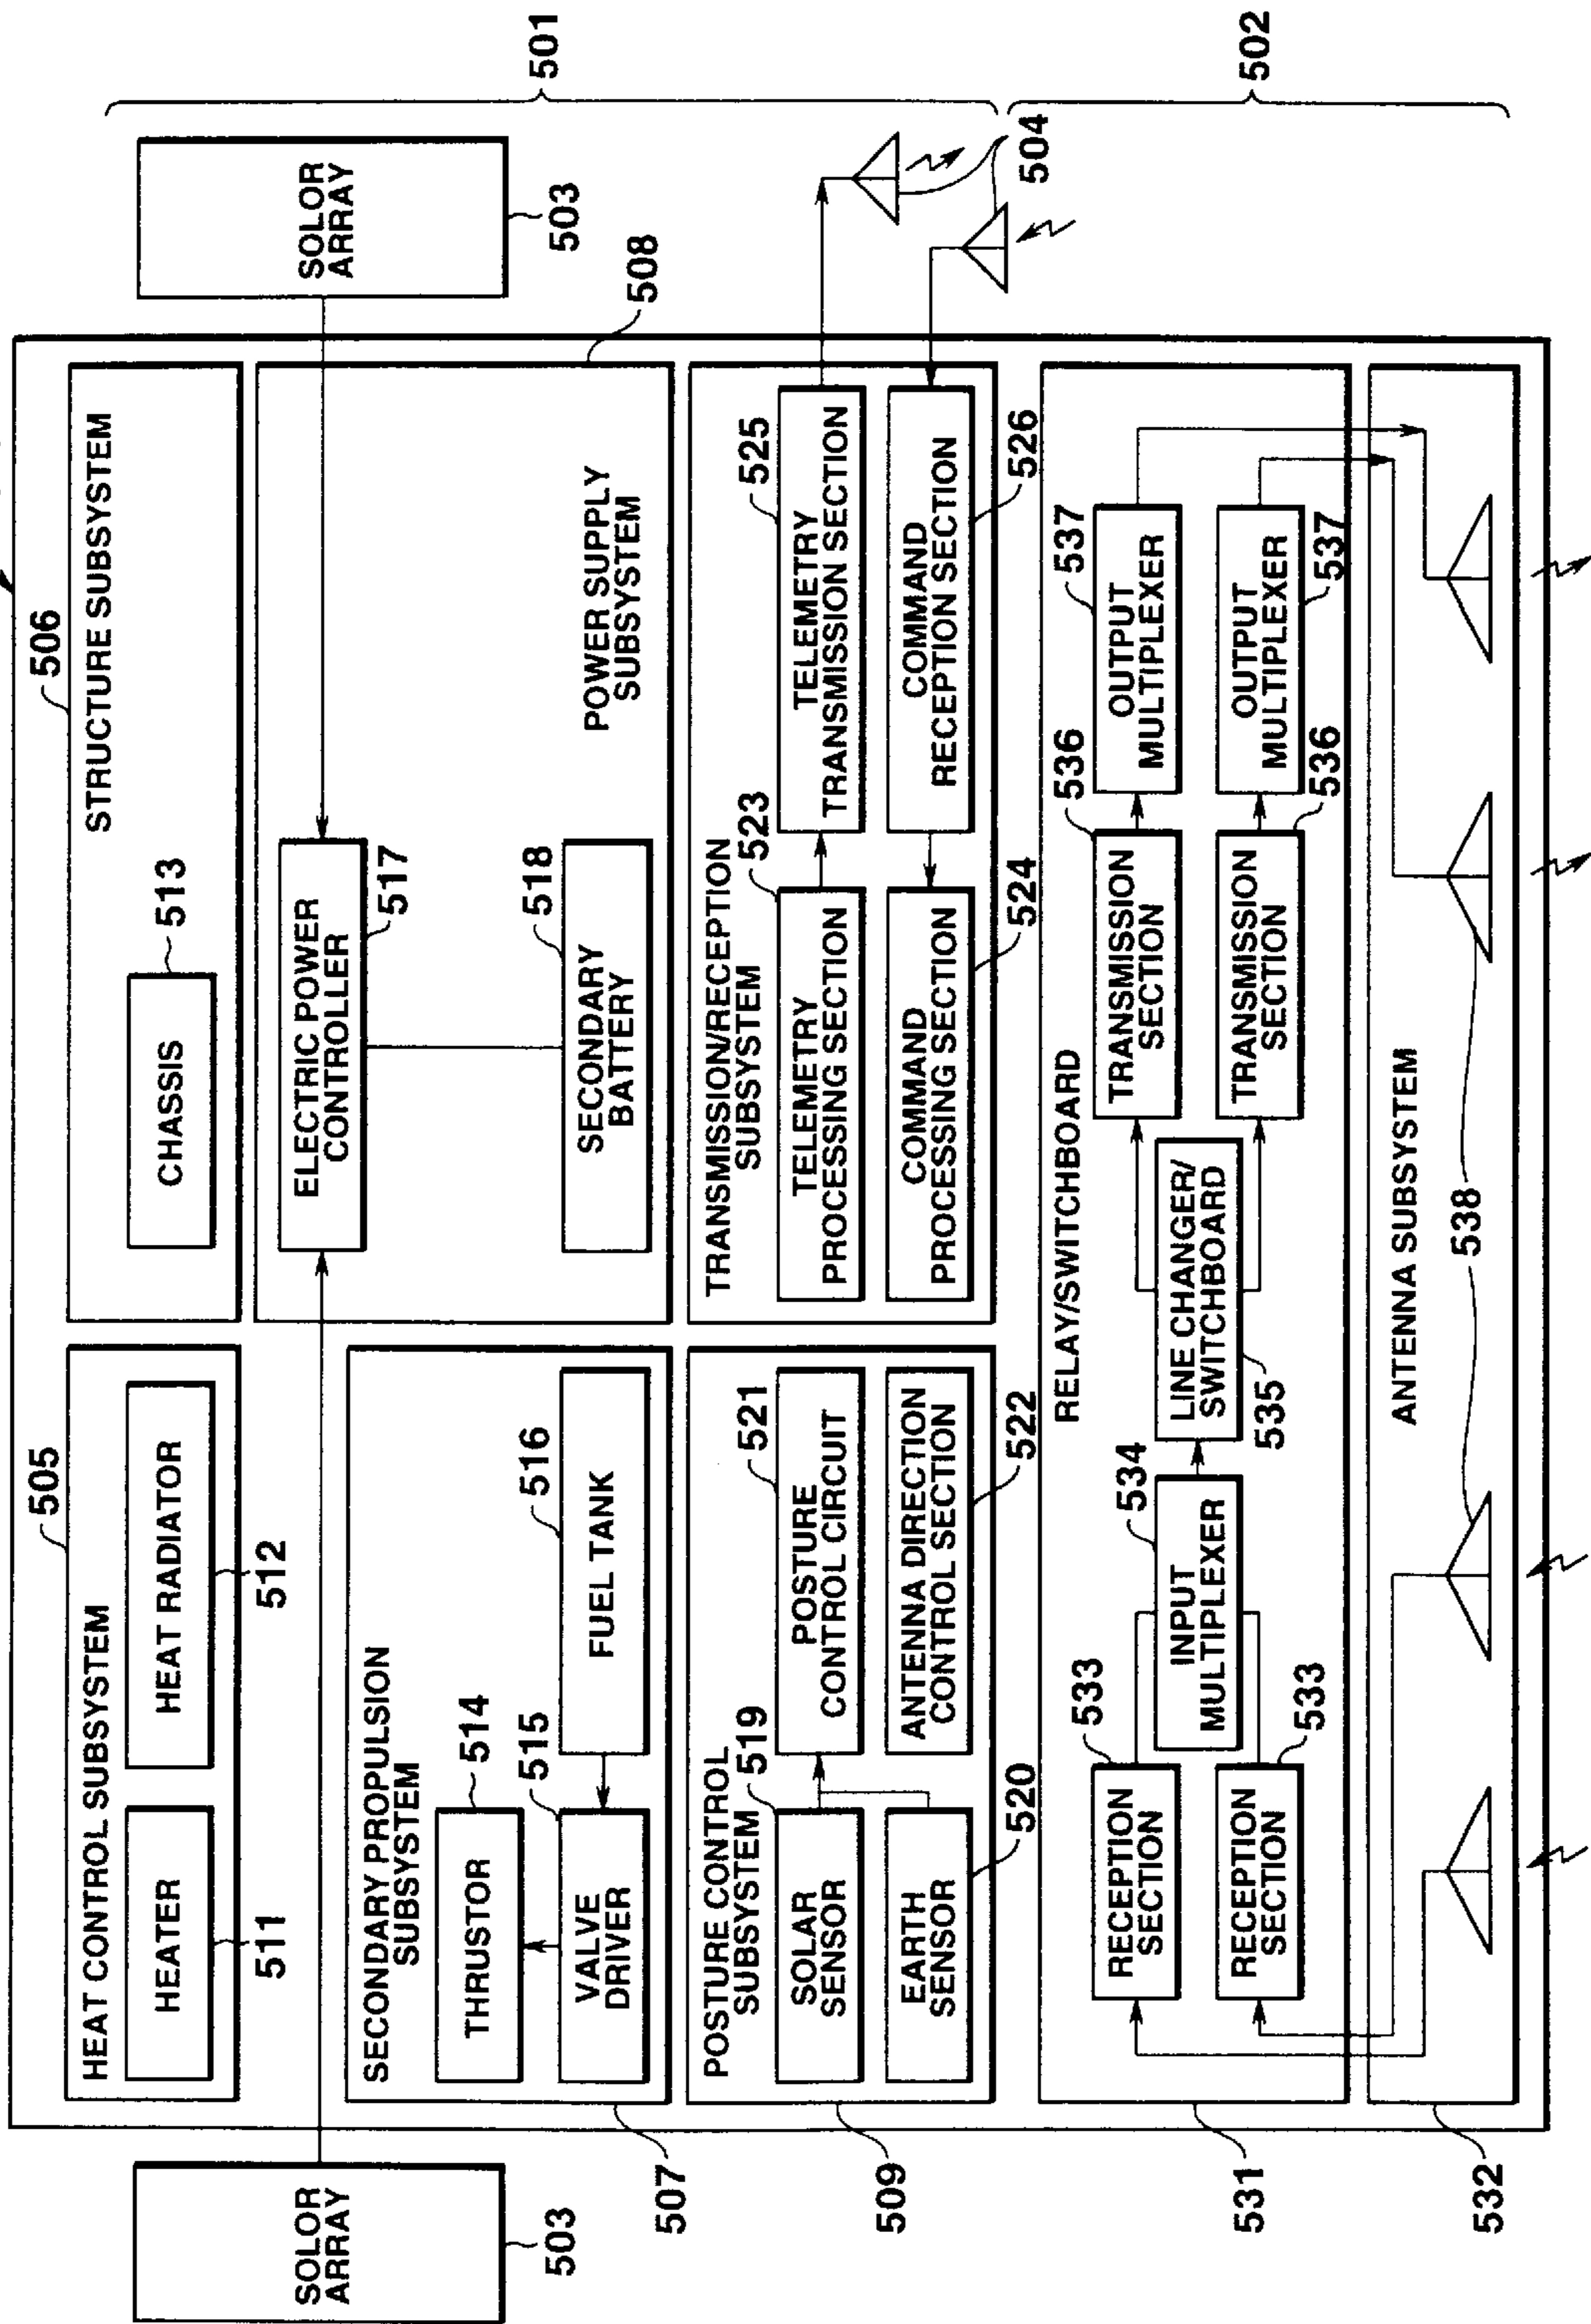 501
502
SOLOR
ARRAY
503
SOLOR
ARRAY
503
504
505
HEAT CONTROL SUBSYSTEM
HEATER
511
HEAT RADIATOR
512
506
STRUCTURE SUBSYSTEM
CHASSIS
513
SECONDARY PROPULSION
SUBSYSTEM
THRUSTOR
514
VALVE
DRIVER
515
FUEL TANK
516
507
508
ELECTRIC POWER
CONTROLLER
517
SECONDARY
BATTERY
518
POWER SUPPLY
SUBSYSTEM
POSTURE CONTROL
SUBSYSTEM
SOLAR
SENSOR
519
EARTH
SENSOR
520
POSTURE
CONTROL CIRCUIT
521
ANTENNA DIRECTION
CONTROL SECTION
522
509
TRANSMISSION/RECEPTION
SUBSYSTEM
TELEMETRY
PROCESSING SECTION
523
COMMAND
PROCESSING SECTION
524
TELEMETRY
TRANSMISSION SECTION
525
COMMAND
RECEPTION SECTION
526
RELAY/SWITCHBOARD
RECEPTION
SECTION
533
RECEPTION
SECTION
533
INPUT
MULTIPLEXER
534
LINE CHANGER/
SWITCHBOARD
535
TRANSMISSION
SECTION
536
TRANSMISSION
SECTION
536
OUTPUT
MULTIPLEXER
537
OUTPUT
MULTIPLEXER
537
531
ANTENNA SUBSYSTEM
538
532